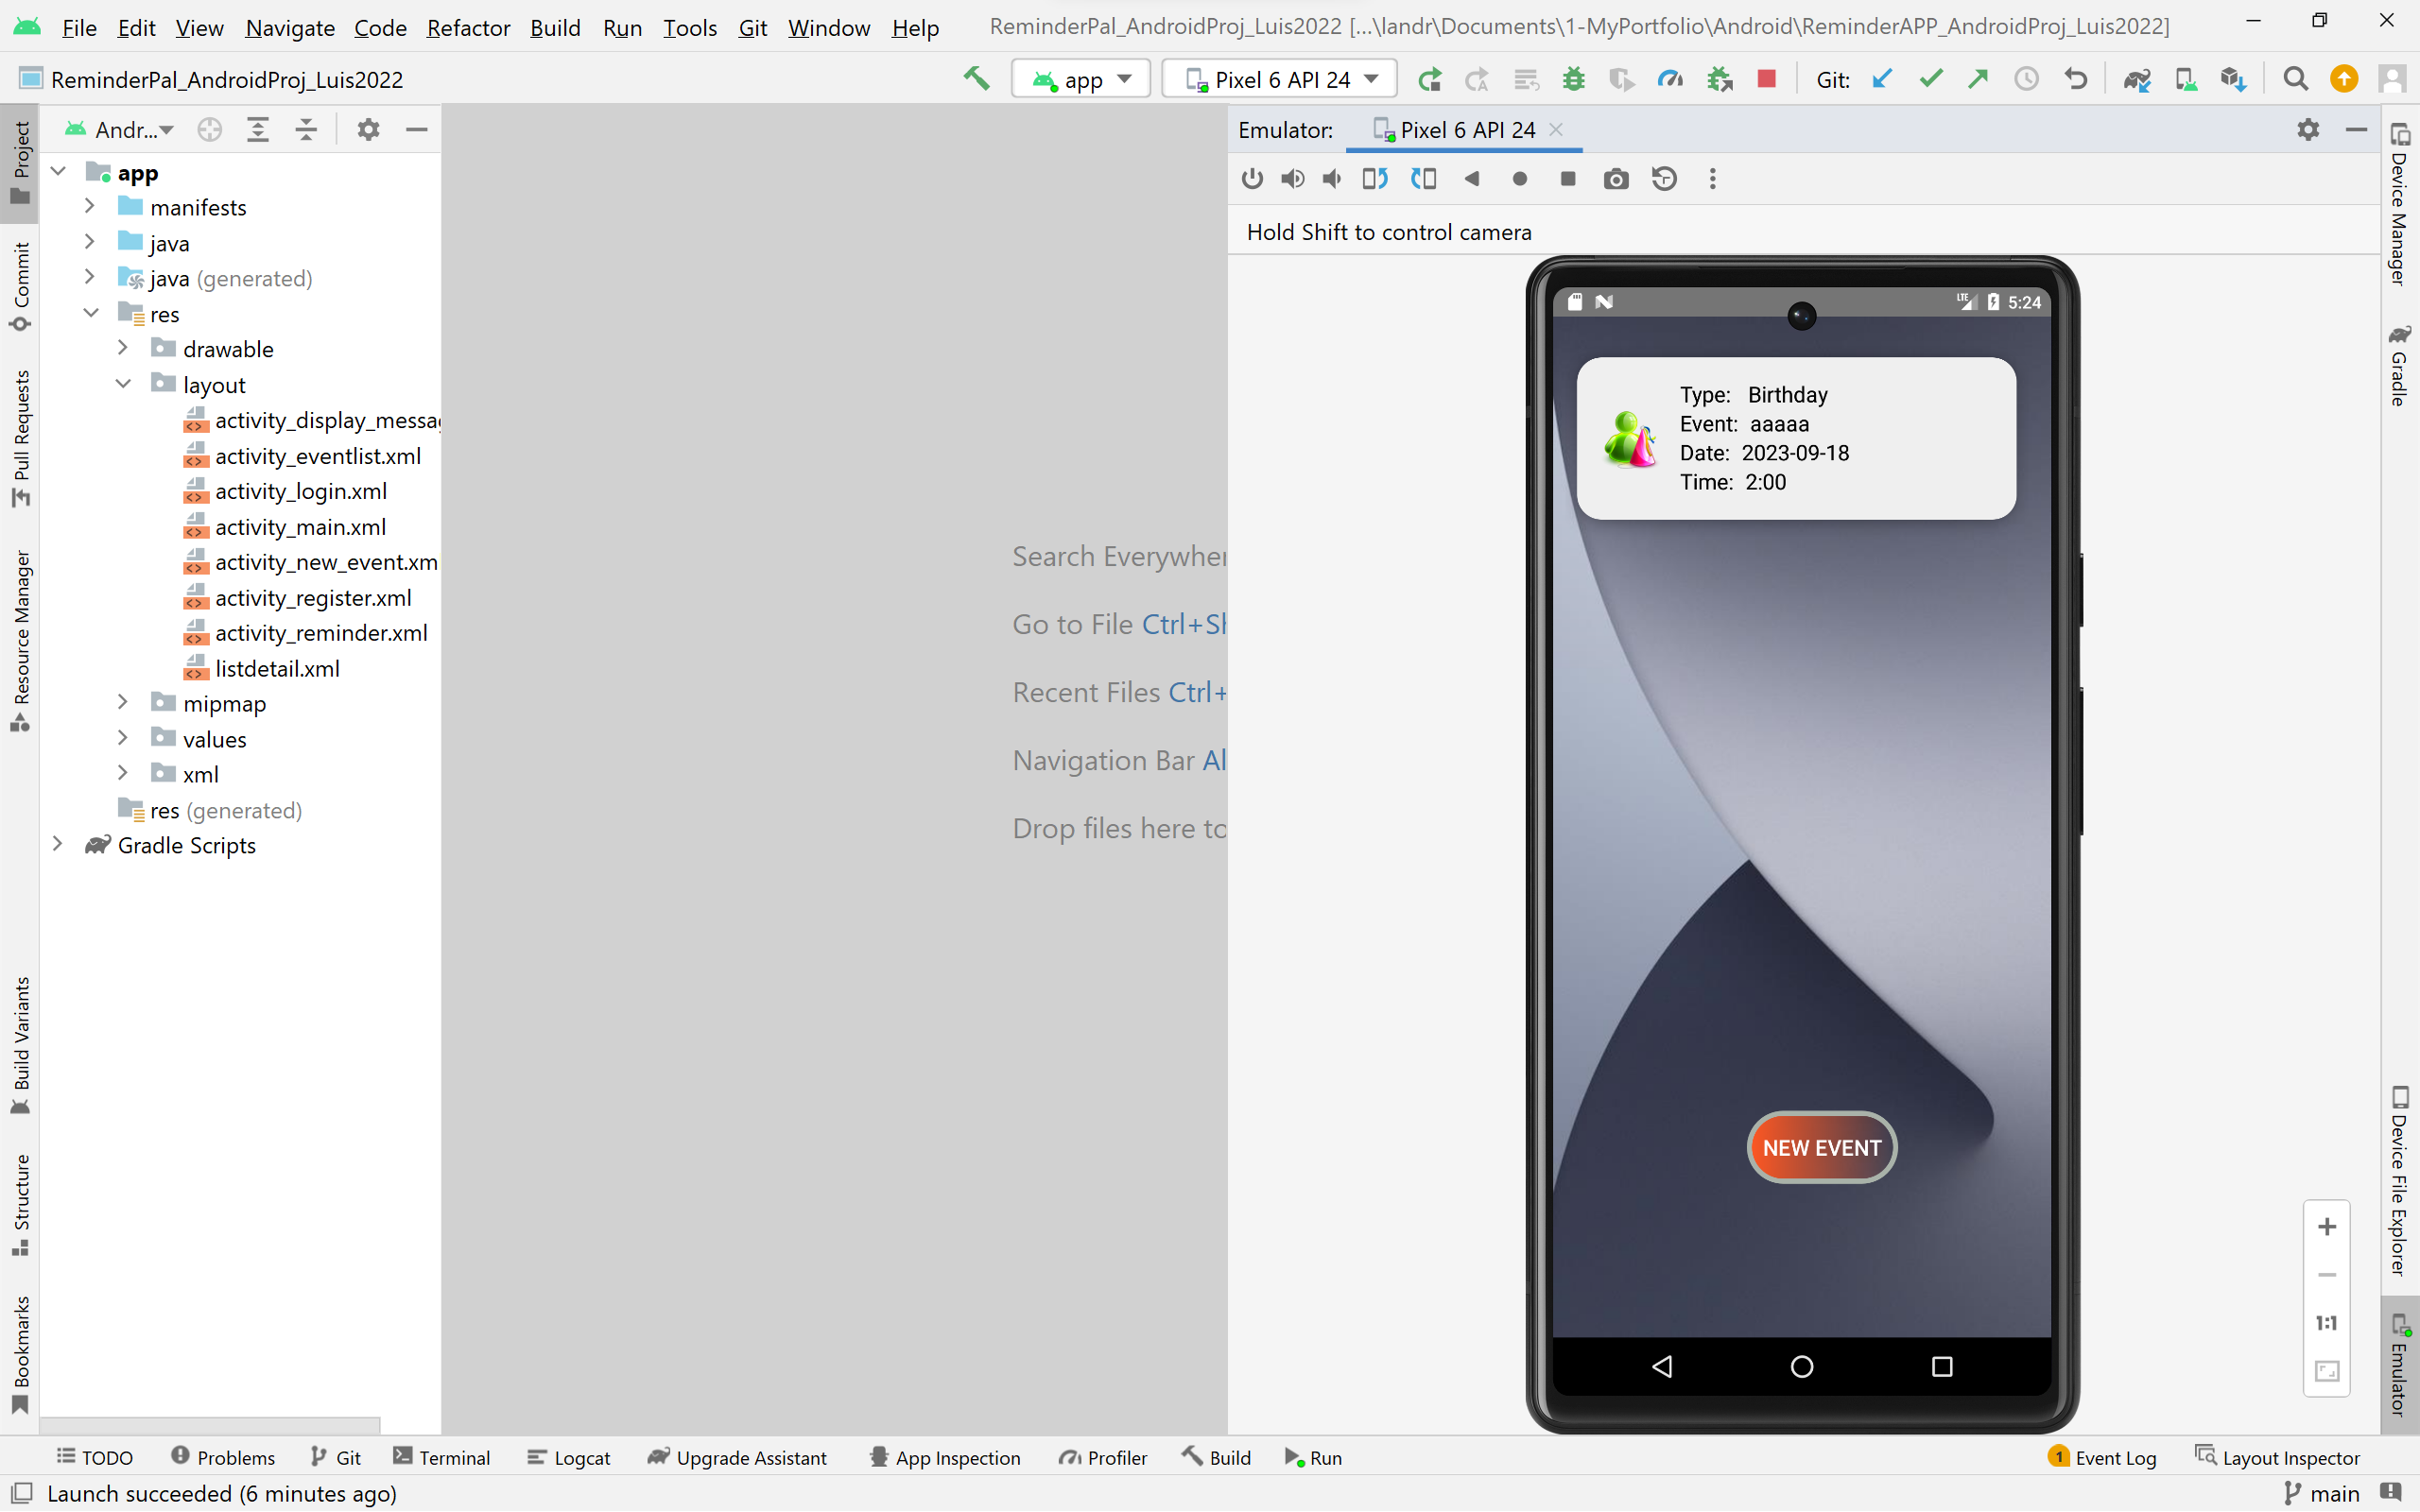 File Edit View Navigate Code Refactor Build Run Tools Git Window Help ReminderPal_AndroidProj_Luis2022 [...\landr\Documents\1-MyPortfolio\Android\ReminderAPP_AndroidProj_Luis2022]
ReminderPal_AndroidProj_Luis2022 app Pixel 6 API 24 Git:
Project
Commit
Pull Requests
Resource Manager
Build Variants
Structure
Bookmarks
Andr...
app
manifests
java
java (generated)
res
drawable
layout
activity_display_messa
activity_eventlist.xml
activity_login.xml
activity_main.xml
activity_new_event.xm
activity_register.xml
activity_reminder.xml
listdetail.xml
mipmap
values
xml
res (generated)
Gradle Scripts
Search Everywher
Go to File Ctrl+Sh
Recent Files Ctrl+
Navigation Bar Al
Drop files here to
Emulator: Pixel 6 API 24
Hold Shift to control camera
LTE 5:24
Type: Birthday
Event: aaaaa
Date: 2023-09-18
Time: 2:00
NEW EVENT
1:1
Device Manager
Gradle
Device File Explorer
Emulator
TODO Problems Git Terminal Logcat Upgrade Assistant App Inspection Profiler Build Run 1 Event Log Layout Inspector
Launch succeeded (6 minutes ago) main